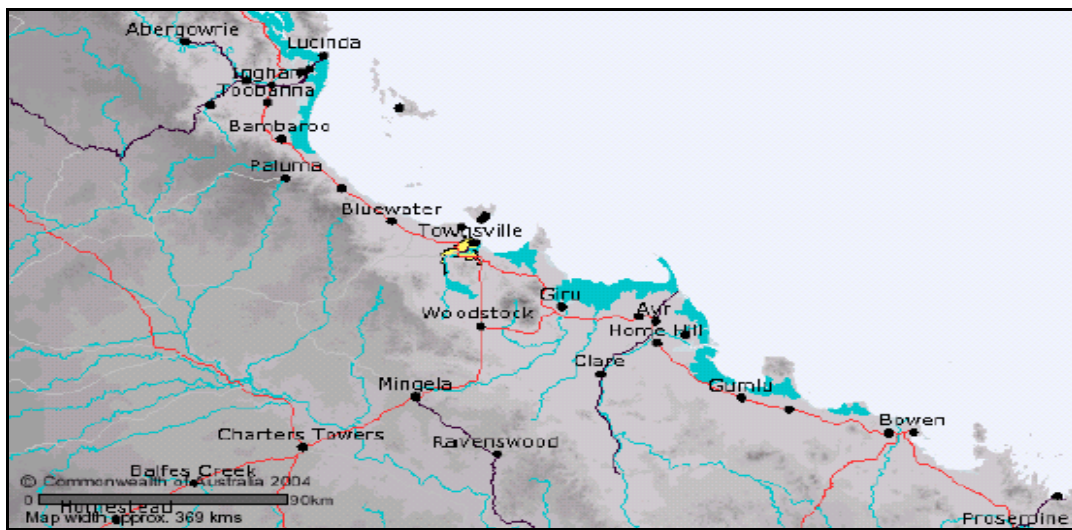 Abergowrie
Lucinda
Ingham
Toobanna
Bambaroo
Paluma
Bluewater
Townsville
Giru
Woodstock
Ayr
Home Hill
Clare
Mingela
Gumlu
Bowen
Charters Towers
Ravenswood
Balfes Creek
© Commonwealth of Australia 2004
0 90km
Homestead
Map width approx. 369 kms
Proserpine